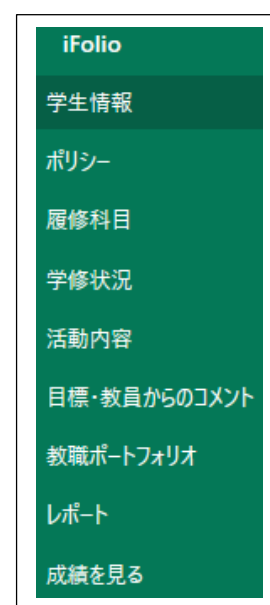 iFolio
学生情報
ポリシー
履修科目
学修状況
活動内容
目標・教員からのコメント
教職ポートフォリオ
レポート
成績を見る